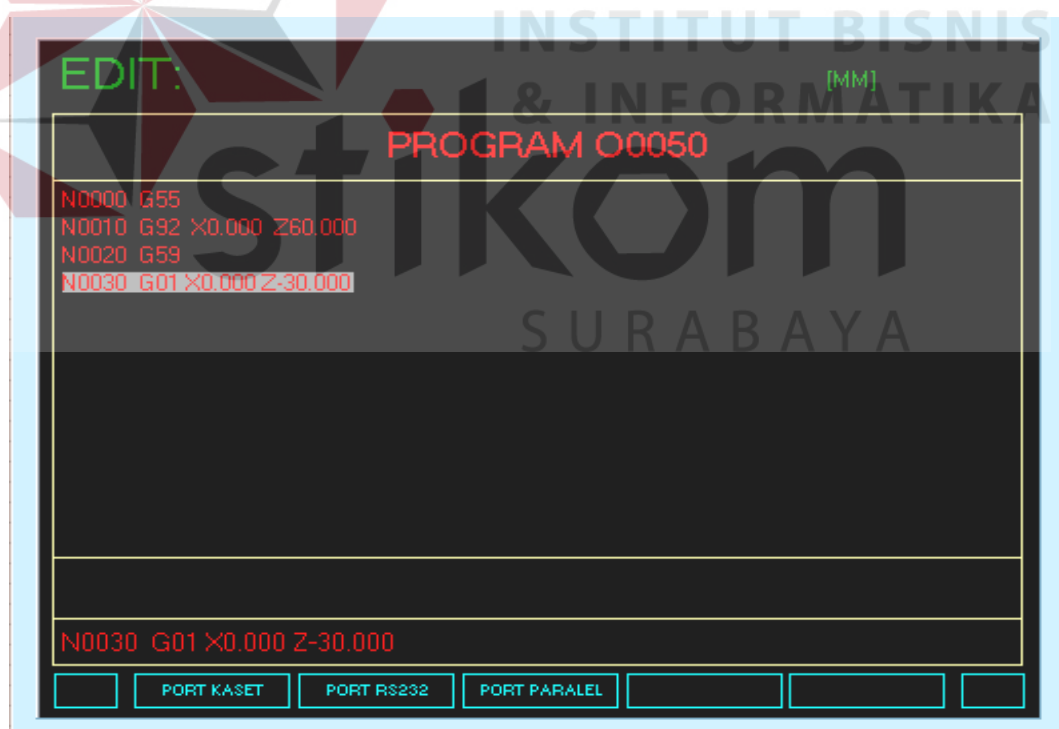 INSTITUT BISNIS
& INFORMATIKA
stikom
SURABAYA
EDIT:
[MM]
PROGRAM O0050
N0000 G55
N0010 G92 X0.000 Z60.000
N0020 G59
N0030 G01 X0.000 Z-30.000
N0030 G01 X0.000 Z-30.000
PORT KASET
PORT RS232
PORT PARALEL